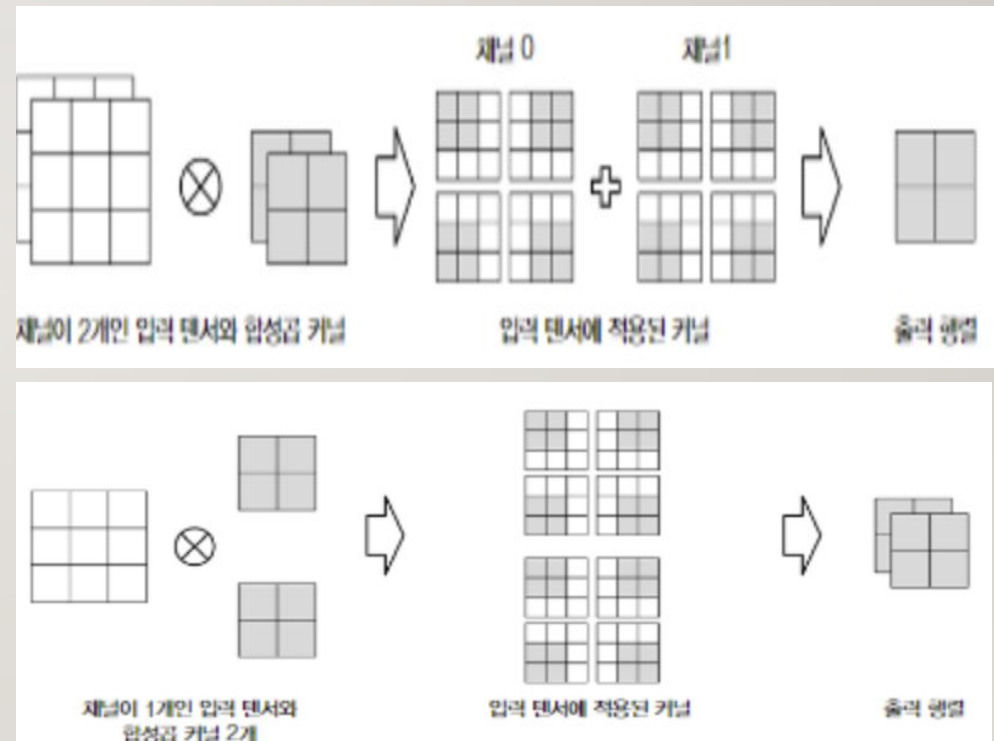 채널 0
채널1
채널이 2개인 입력 텐서와 합성곱 커널
입력 텐서에 적용된 커널
출력 행렬
채널이 1개인 입력 텐서와
합성곱 커널 2개
입력 텐서에 적용된 커널
출력 행렬